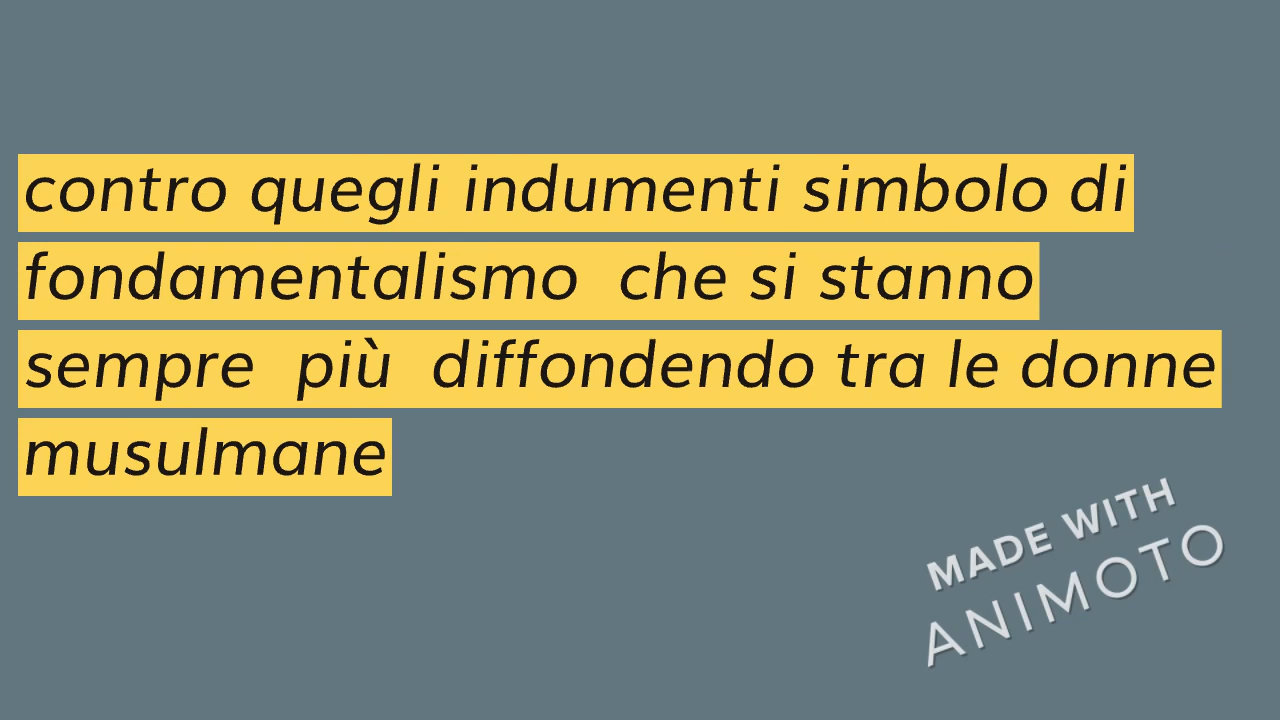 contro quegli indumenti simbolo di
fondamentalismo  che si stanno
sempre  più  diffondendo tra le donne
musulmane
MADE WITH
ANIMOTO